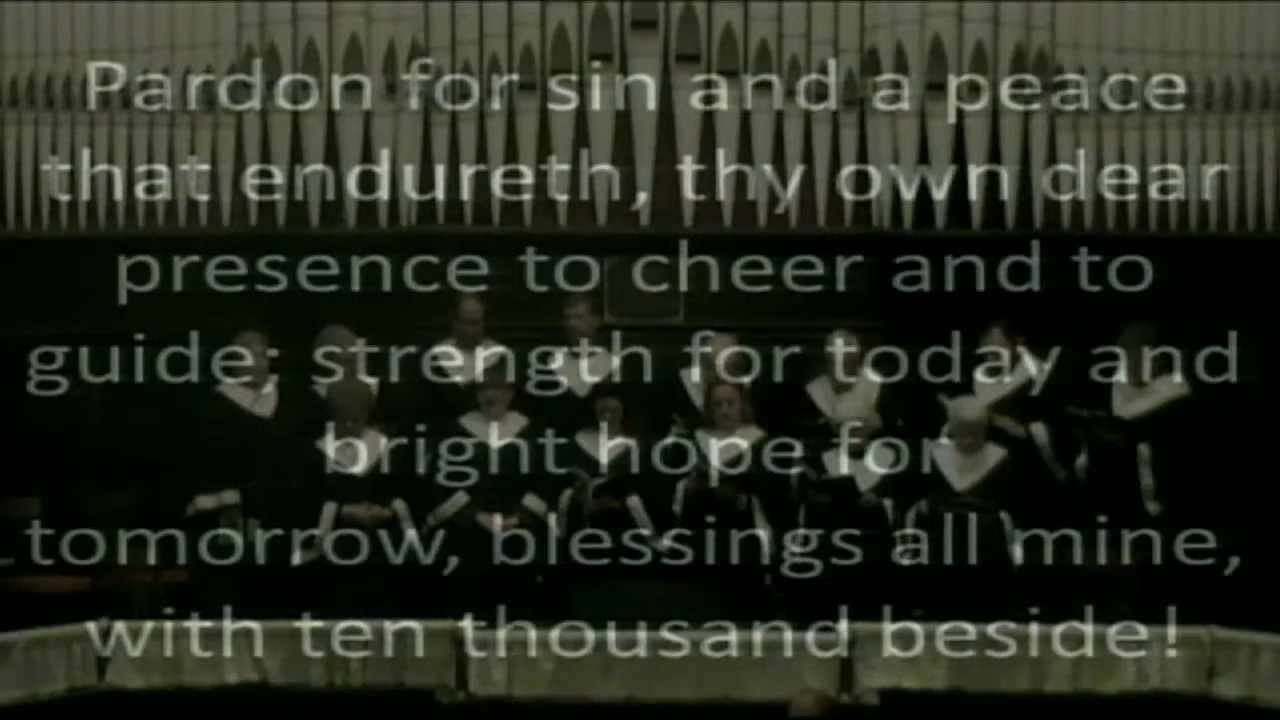 Pardon for sin and a peace
that endureth, thy own dear
presence to cheer and to
guide; strength for today and
bright hope for
tomorrow, blessings all mine,
with ten thousand beside!